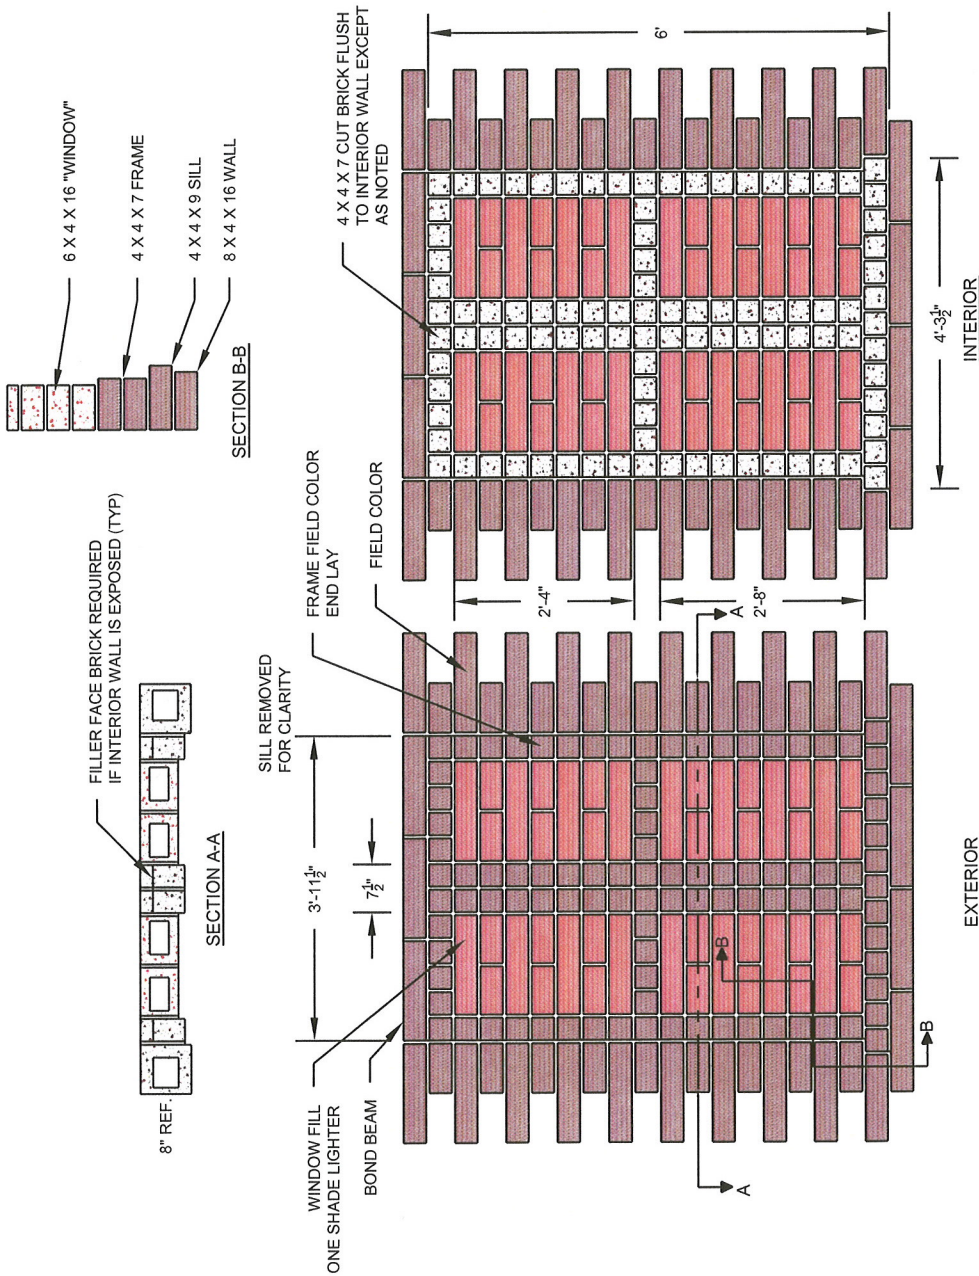 8" REF.
FILLER FACE BRICK REQUIRED
IF INTERIOR WALL IS EXPOSED (TYP)
SECTION A-A
6 X 4 X 16 "WINDOW"
4 X 4 X 7 FRAME
4 X 4 X 9 SILL
8 X 4 X 16 WALL
SECTION B-B
WINDOW FILL
ONE SHADE LIGHTER
BOND BEAM
3'-11½"
7½"
SILL REMOVED
FOR CLARITY
FRAME FIELD COLOR
END LAY
FIELD COLOR
4 X 4 X 7 CUT BRICK FLUSH
TO INTERIOR WALL EXCEPT
AS NOTED
2'-4"
6'
A
A
2'-8"
B
B
4'-3½"
EXTERIOR
INTERIOR